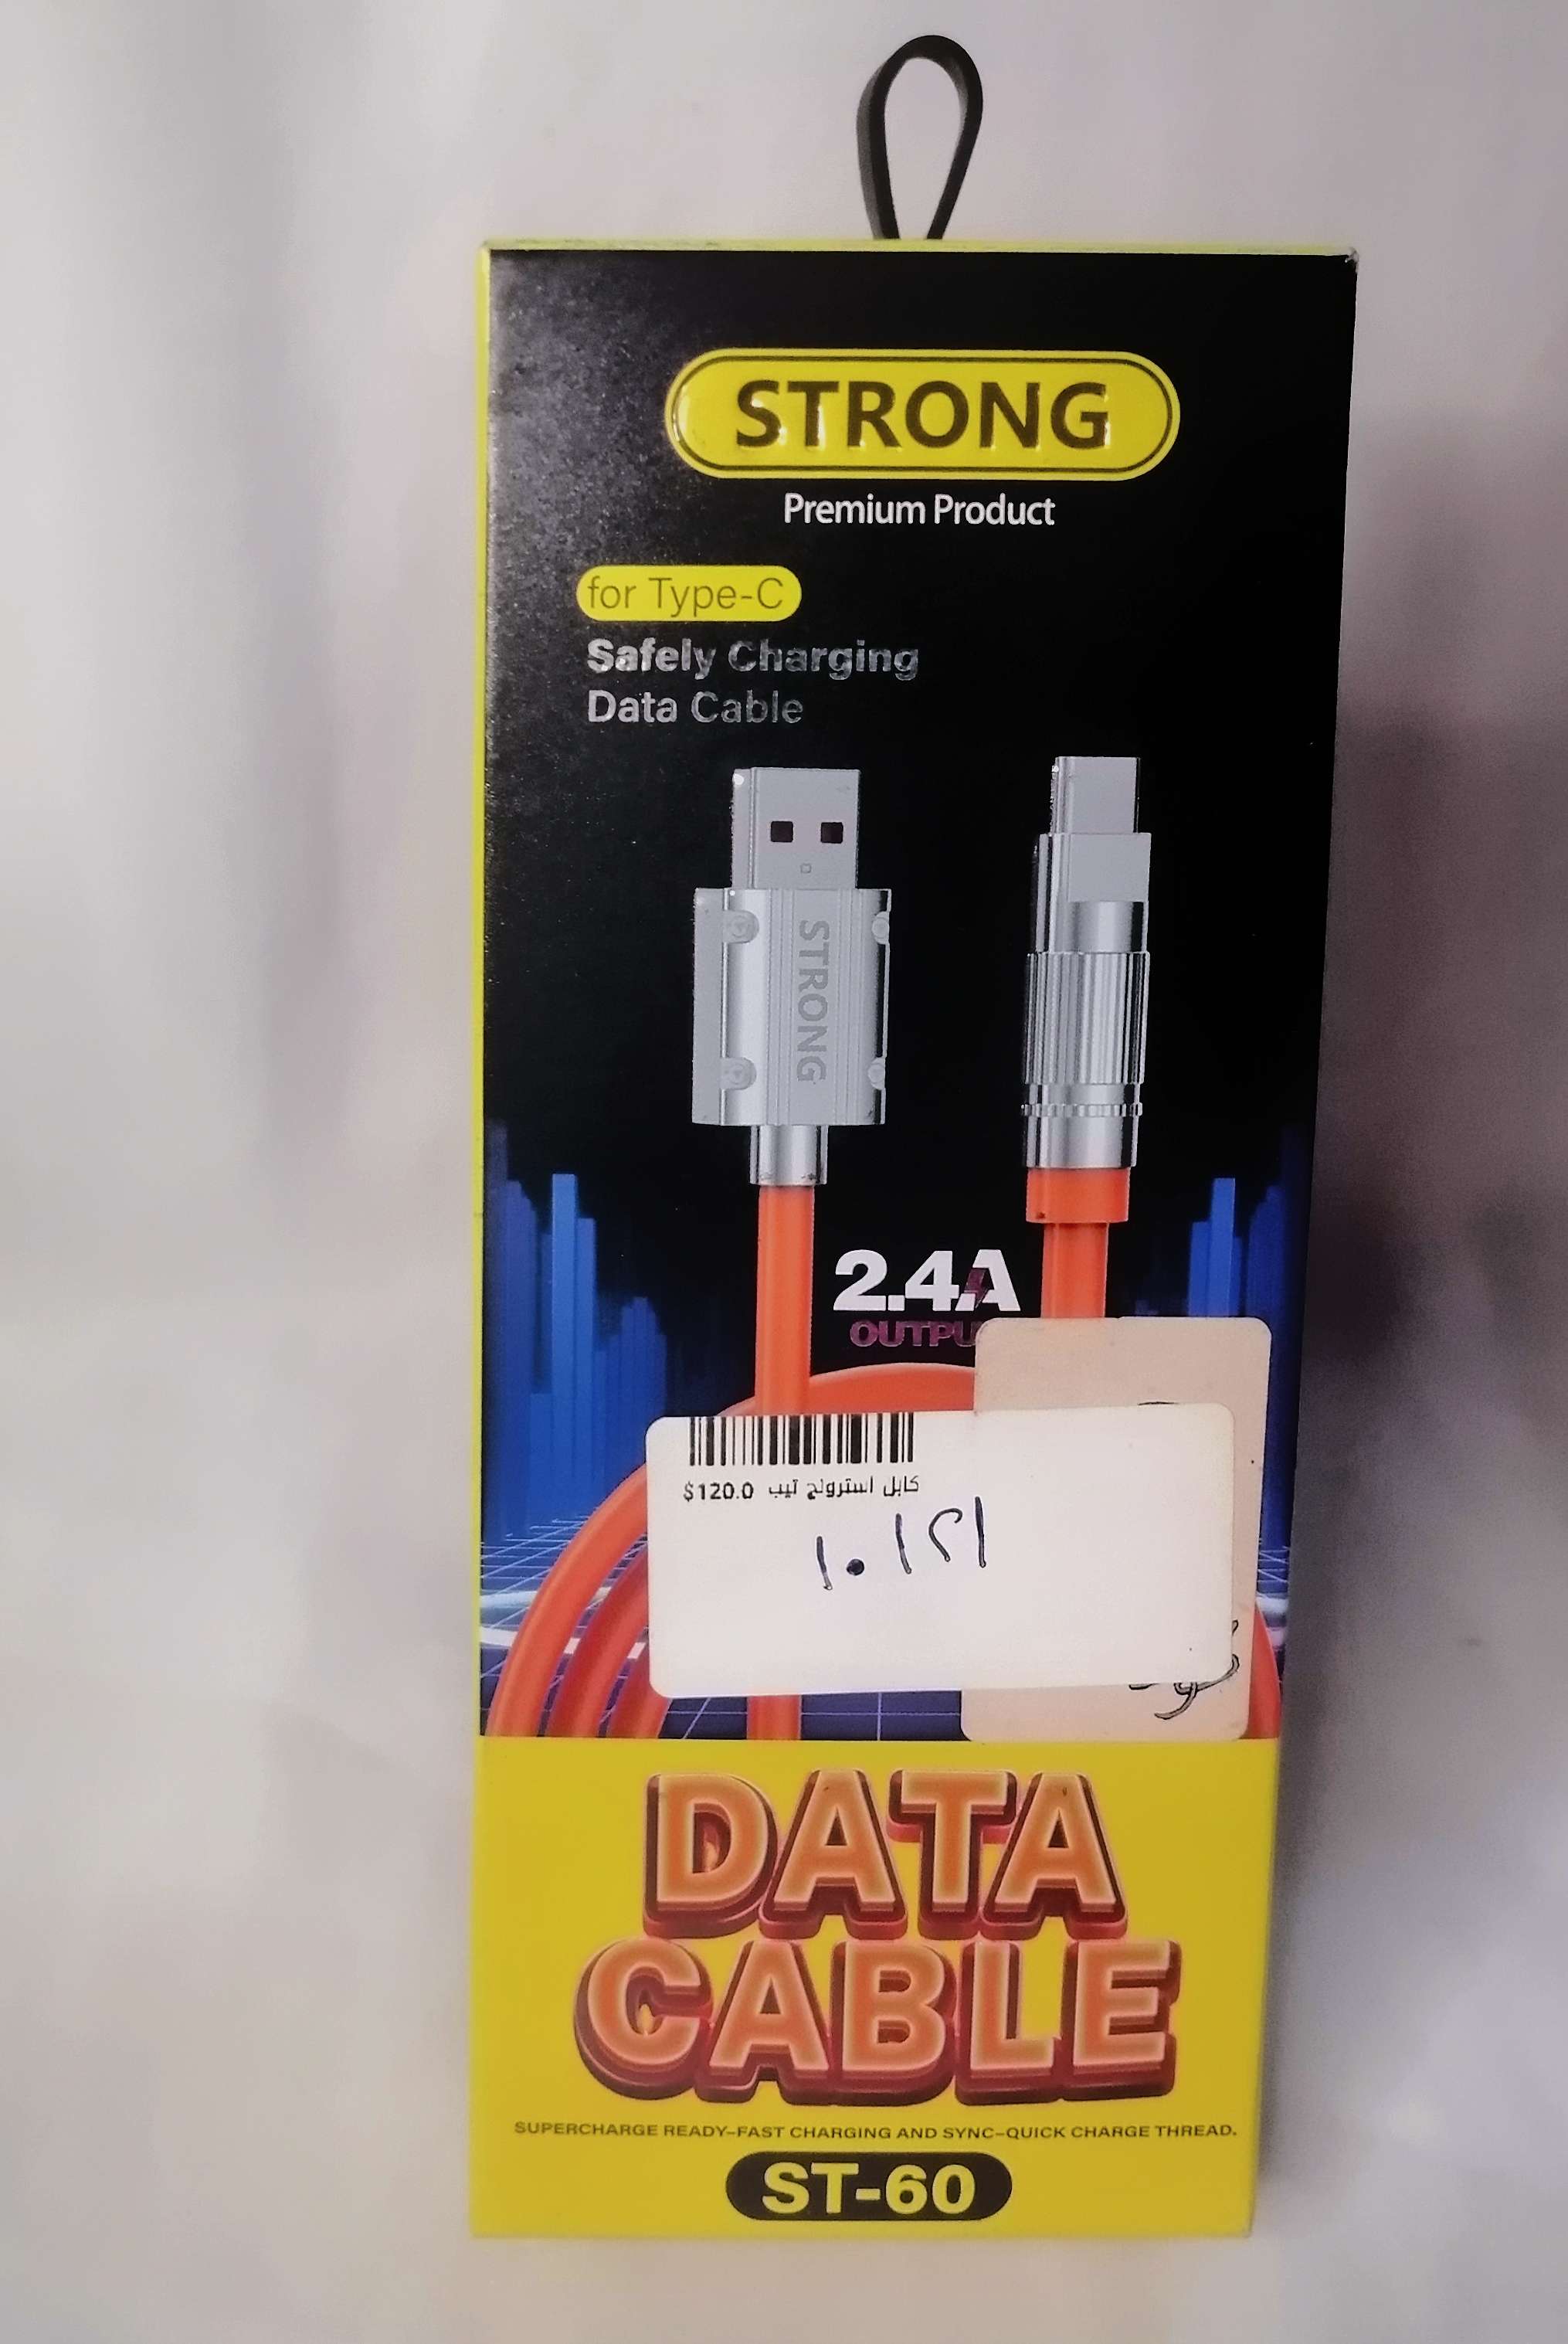 STRONG
Premium Product
for Type-C
Safely Charging
Data Cable
STRONG
2.4A
كابل استرونج تيب $120.0
DATA
CABLE
SUPERCHARGE READY-FAST CHARGING AND SYNC-QUICK CHARGE THREAD.
ST-60